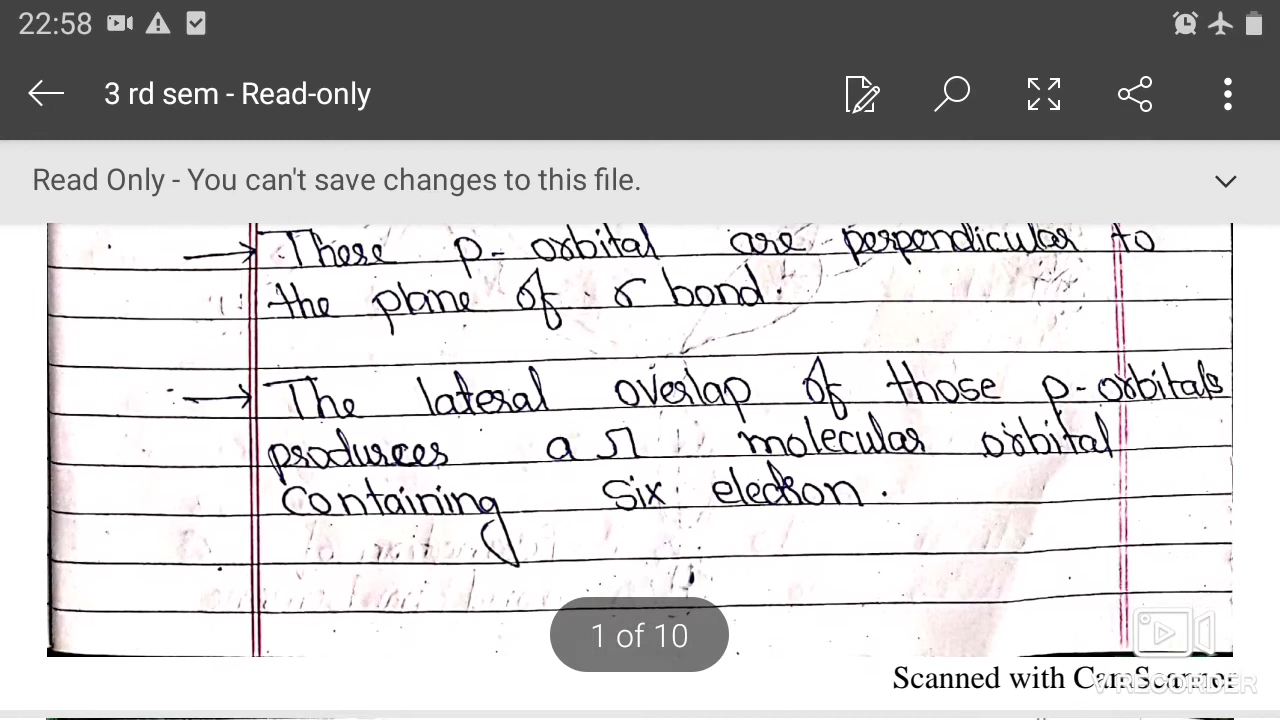 22:58
3 rd sem - Read-only
Read Only - You can't save changes to this file.
→ These p- orbital are perpendicular to
the plane of σ bond.
→ The lateral overlap of those p-orbitals
produces a π molecular orbital
containing six electron.
1 of 10
Scanned with CamScanner
V RECORDER